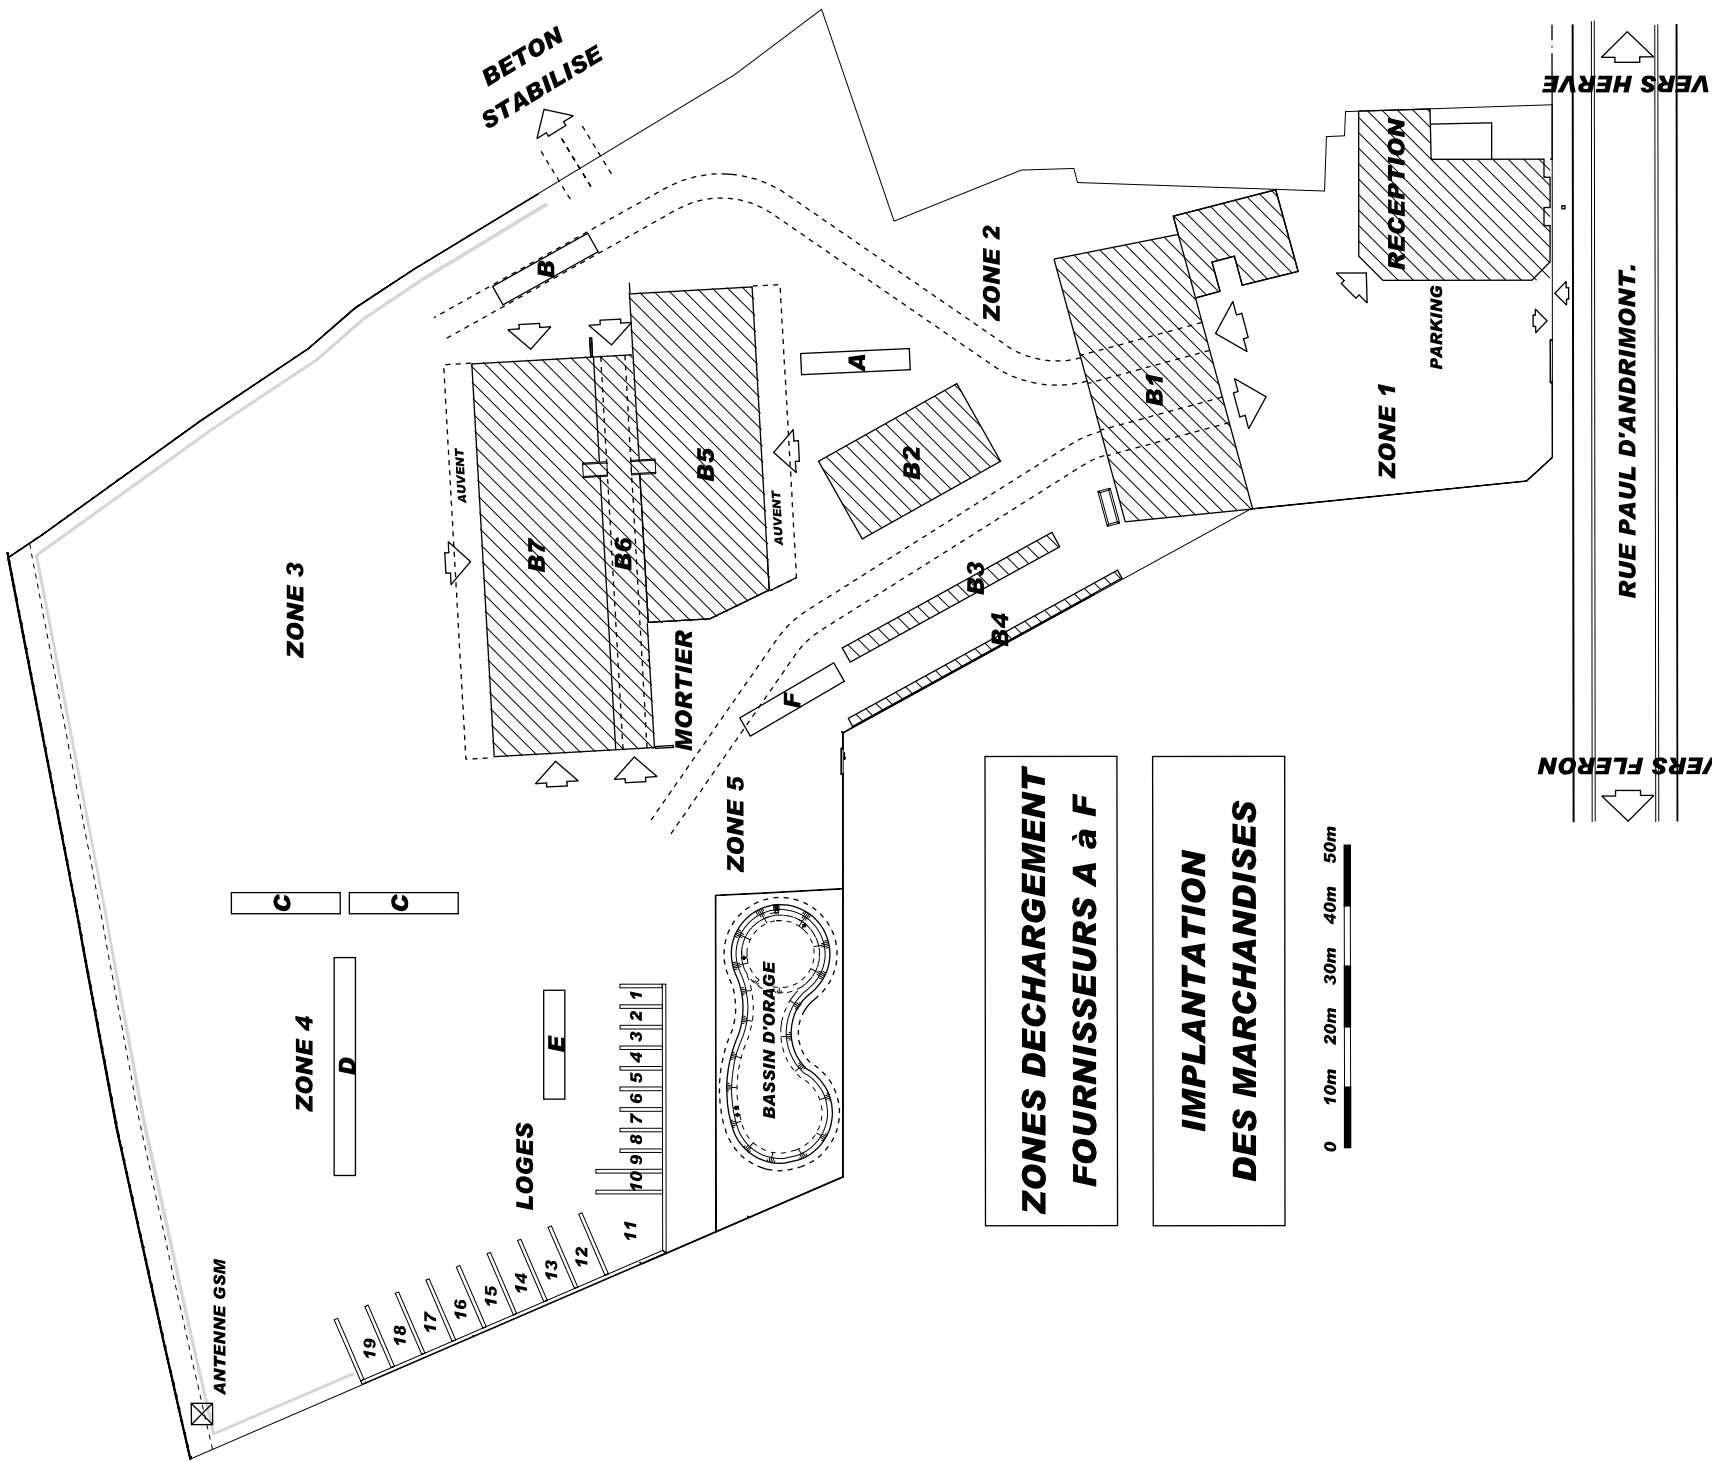 BETON
STABILISE
VERS HERVE
RECEPTION
PARKING
ZONE 1
ZONE 2
RUE PAUL D'ANDRIMONT.
VERS FLERON
B
A
B1
B2
B3
B4
B5
B6
B7
AUVENT
AUVENT
MORTIER
F
ZONE 3
ZONE 5
C
C
ZONE 4
D
E
LOGES
1
2
3
4
5
6
7
8
9
10
11
12
13
14
15
16
17
18
19
BASSIN D'ORAGE
ANTENNE GSM
ZONES DECHARGEMENT
FOURNISSEURS A à F
IMPLANTATION
DES MARCHANDISES
0 10m 20m 30m 40m 50m